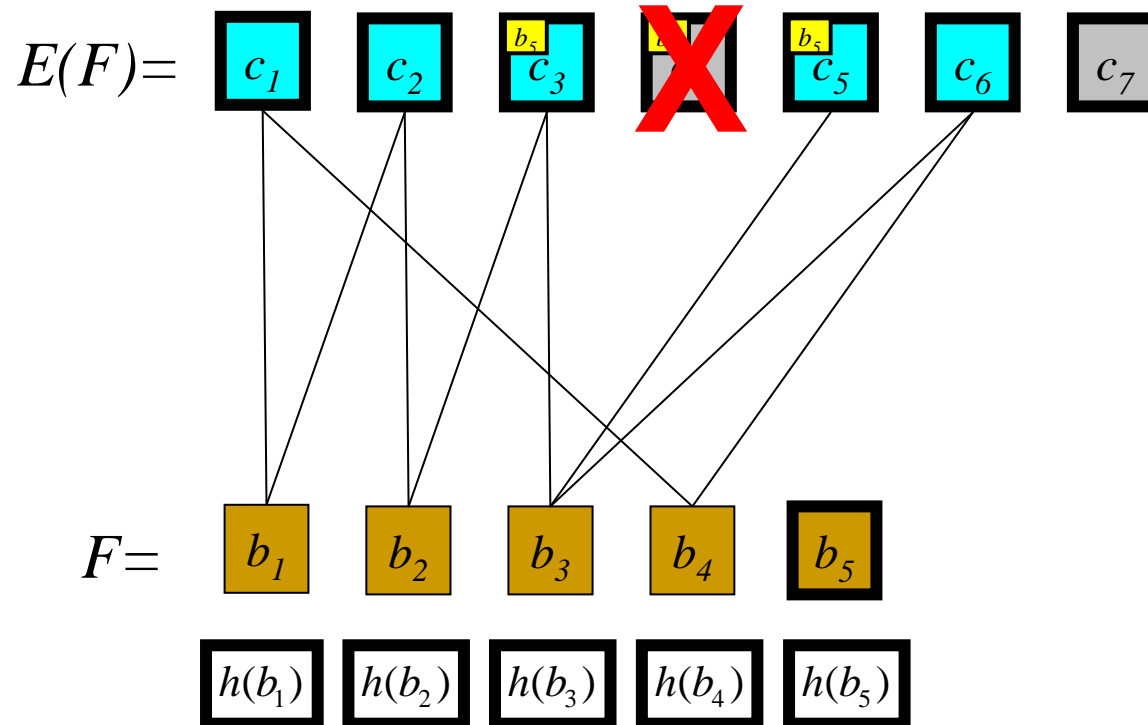 E(F)= c₁ c₂ b₅ c₃ b₅ c₅ c₆ c₇
F= b₁ b₂ b₃ b₄ b₅
h(b₁) h(b₂) h(b₃) h(b₄) h(b₅)